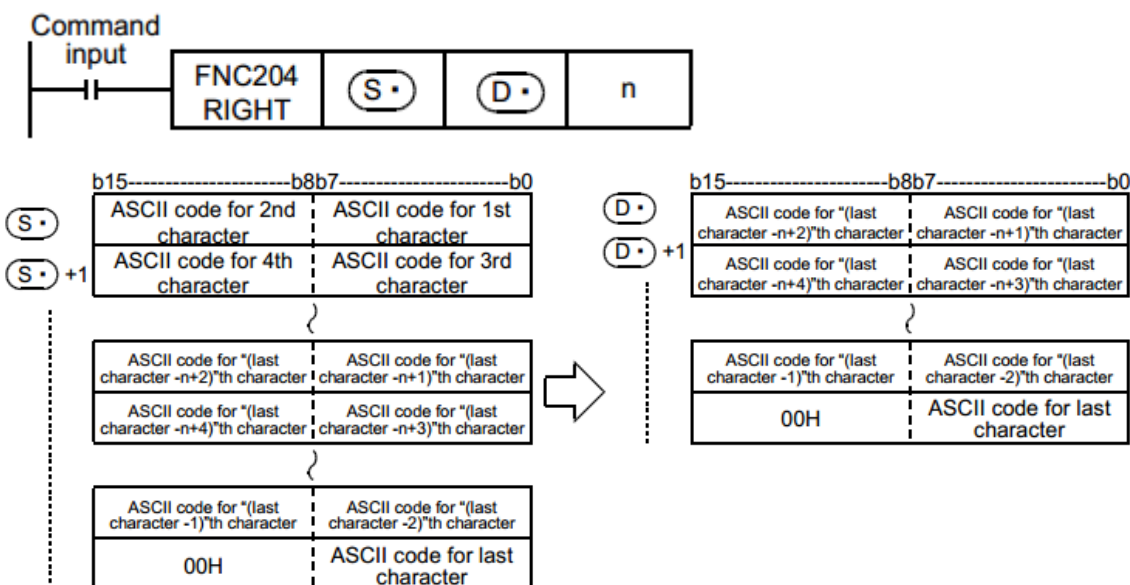 Command
input
FNC204
RIGHT
S・
D・
n
b15----------------------b8b7-----------------------b0
S・
ASCII code for 2nd
character
ASCII code for 1st
character
S・ +1
ASCII code for 4th
character
ASCII code for 3rd
character
ASCII code for "(last
character -n+2)"th character
ASCII code for "(last
character -n+1)"th character
ASCII code for "(last
character -n+4)"th character
ASCII code for "(last
character -n+3)"th character
ASCII code for "(last
character -1)"th character
ASCII code for "(last
character -2)"th character
00H
ASCII code for last
character
b15----------------------b8b7-----------------------b0
D・
ASCII code for "(last
character -n+2)"th character
ASCII code for "(last
character -n+1)"th character
D・ +1
ASCII code for "(last
character -n+4)"th character
ASCII code for "(last
character -n+3)"th character
ASCII code for "(last
character -1)"th character
ASCII code for "(last
character -2)"th character
00H
ASCII code for last
character